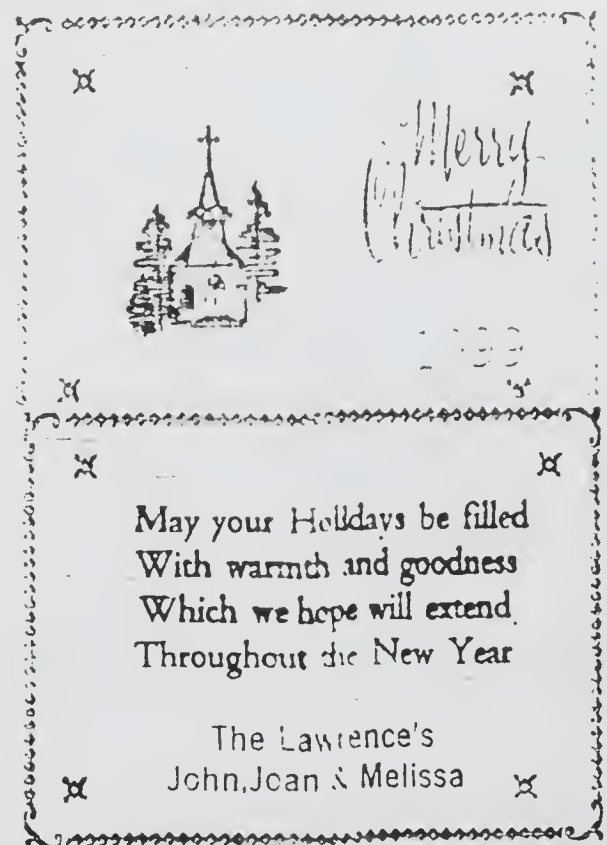 Merry
Christmas
May your Holidays be filled
With warmth and goodness
Which we hope will extend
Throughout the New Year
The Lawrence's
John, Joan & Melissa